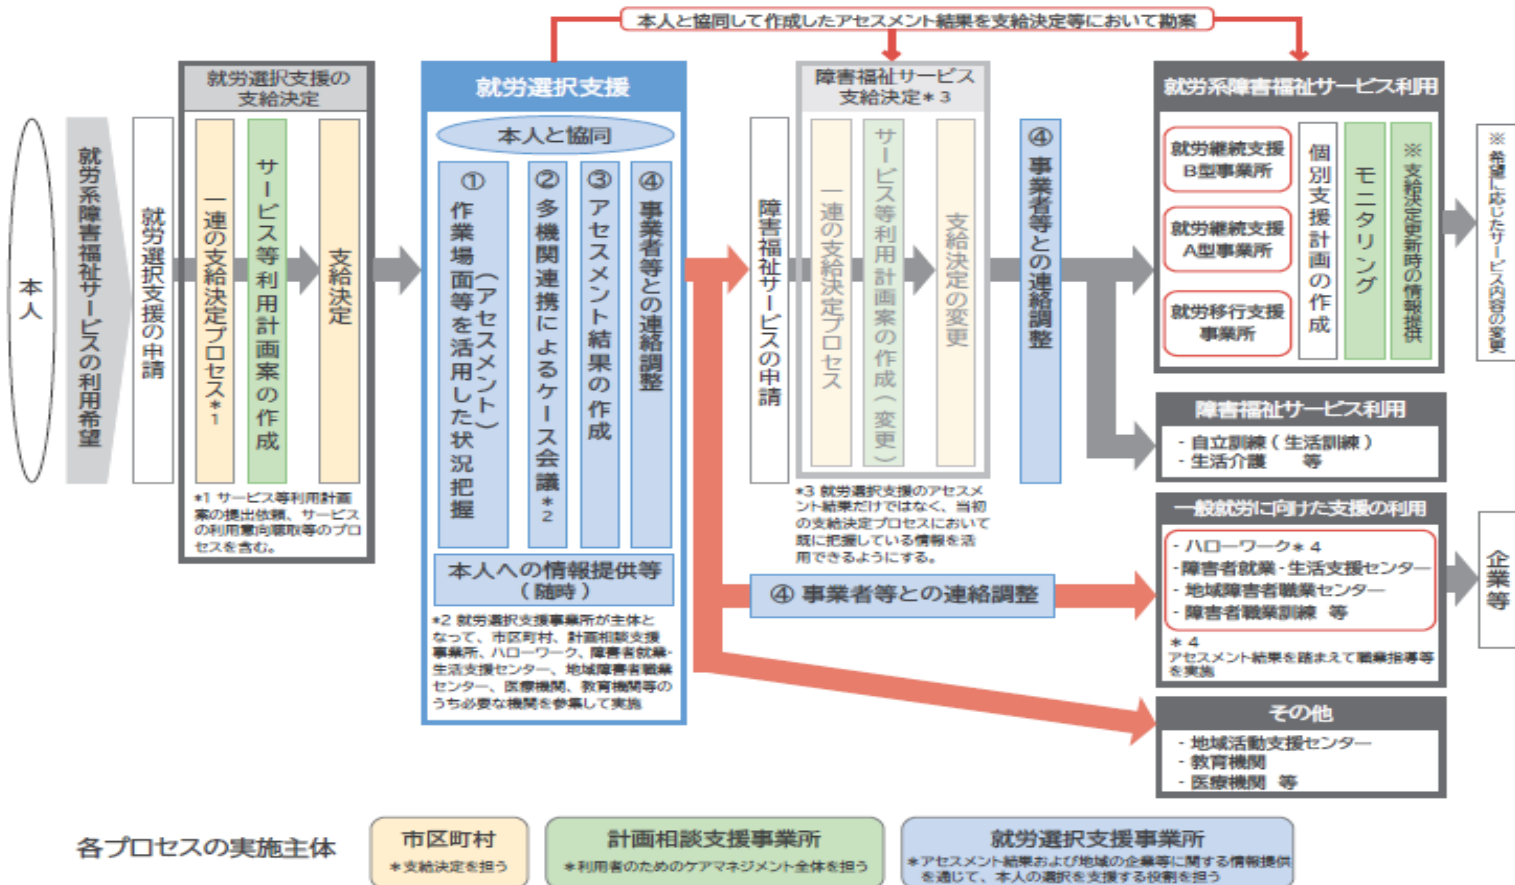 本人と協同して作成したアセスメント結果を支給決定等において勘案
本人
就労系障害福祉サービスの利用希望
就労選択支援の申請
就労選択支援の
支給決定
一連の支給決定プロセス*1
サービス等利用計画案の作成
支給決定
*1 サービス等利用計画
案の提出依頼、サービス
の利用意向聴取等のプロ
セスを含む。
就労選択支援
本人と協同
①作業場面等を活用した状況把握
(アセスメント)
②多機関連携によるケース会議*2
③アセスメント結果の作成
④事業者等との連絡調整
本人への情報提供等
(随時)
*2 就労選択支援事業所が主体と
なって、市区町村、計画相談支援
事業所、ハローワーク、障害者就業・
生活支援センター、地域障害者職業
センター、医療機関、教育機関等の
うち必要な機関を参集して実施
障害福祉サービスの申請
障害福祉サービス
支給決定*3
一連の支給決定プロセス
サービス等利用計画案の作成(変更)
支給決定の変更
*3 就労選択支援のアセスメ
ント結果だけではなく、当初
の支給決定プロセスにおいて
既に把握している情報を活
用できるようにする。
④事業者等との連絡調整
④ 事業者等との連絡調整
就労系障害福祉サービス利用
就労継続支援
B型事業所
就労継続支援
A型事業所
就労移行支援
事業所
個別支援計画の作成
モニタリング
※支給決定更新時の情報提供
※希望に応じたサービス内容の変更
障害福祉サービス利用
- 自立訓練(生活訓練)
- 生活介護 等
一般就労に向けた支援の利用
- ハローワーク*4
- 障害者就業・生活支援センター
- 地域障害者職業センター
- 障害者職業訓練 等
*4
アセスメント結果を踏まえて職業指導等
を実施
企業等
その他
- 地域活動支援センター
- 教育機関
- 医療機関 等
各プロセスの実施主体
市区町村
*支給決定を担う
計画相談支援事業所
*利用者のためのケアマネジメント全体を担う
就労選択支援事業所
*アセスメント結果および地域の企業等に関する情報提供
を通じて、本人の選択を支援する役割を担う